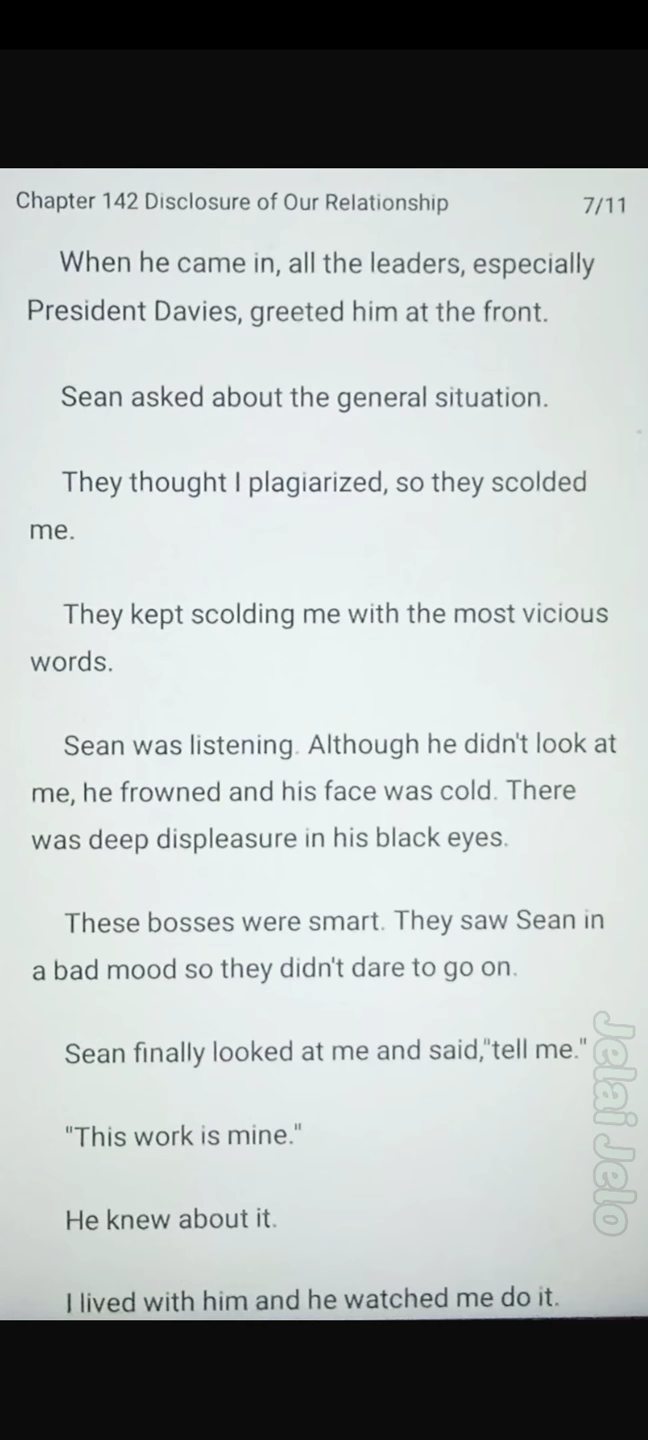 Chapter 142 Disclosure of Our Relationship 7/11
When he came in, all the leaders, especially
President Davies, greeted him at the front.
Sean asked about the general situation.
They thought I plagiarized, so they scolded
me.
They kept scolding me with the most vicious
words.
Sean was listening. Although he didn't look at
me, he frowned and his face was cold. There
was deep displeasure in his black eyes.
These bosses were smart. They saw Sean in
a bad mood so they didn't dare to go on.
Sean finally looked at me and said,"tell me."
"This work is mine."
He knew about it.
I lived with him and he watched me do it.
Jelai Jelo